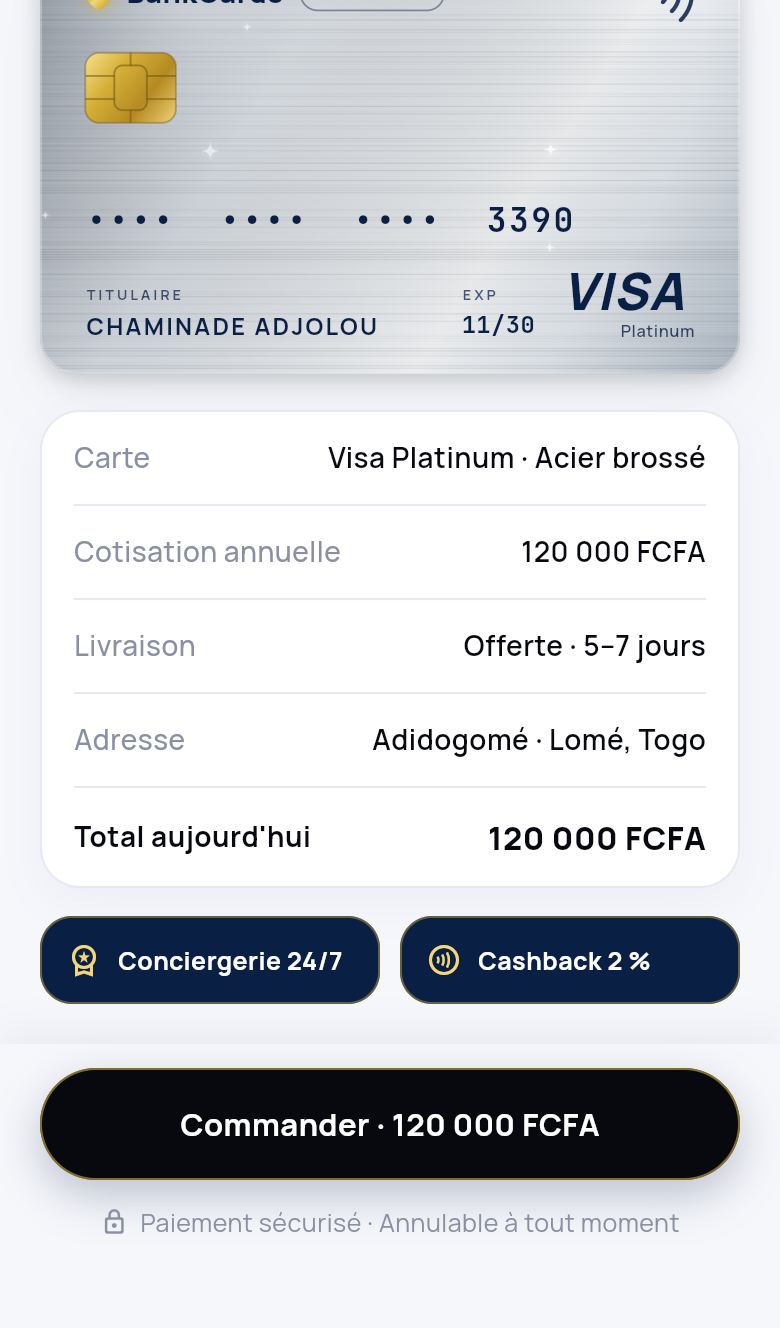 BankCardo
•••• •••• •••• 3390
TITULAIRE
CHAMINADE ADJOLOU
EXP
11/30
VISA
Platinum
Carte
Visa Platinum · Acier brossé
Cotisation annuelle
120 000 FCFA
Livraison
Offerte · 5–7 jours
Adresse
Adidogomé · Lomé, Togo
Total aujourd'hui
120 000 FCFA
Conciergerie 24/7
Cashback 2 %
Commander · 120 000 FCFA
Paiement sécurisé · Annulable à tout moment